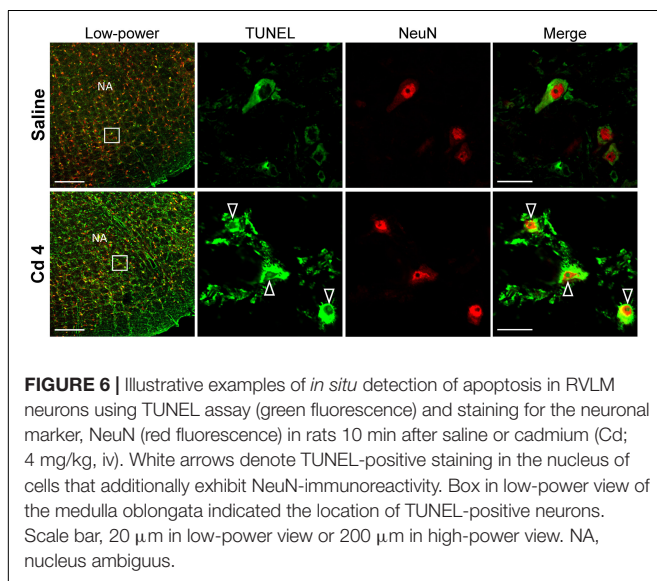 Low-power TUNEL NeuN Merge
Saline
NA
Cd 4
NA
FIGURE 6 | Illustrative examples of in situ detection of apoptosis in RVLM
neurons using TUNEL assay (green fluorescence) and staining for the neuronal
marker, NeuN (red fluorescence) in rats 10 min after saline or cadmium (Cd;
4 mg/kg, iv). White arrows denote TUNEL-positive staining in the nucleus of
cells that additionally exhibit NeuN-immunoreactivity. Box in low-power view of
the medulla oblongata indicated the location of TUNEL-positive neurons.
Scale bar, 20 μm in low-power view or 200 μm in high-power view. NA,
nucleus ambiguus.